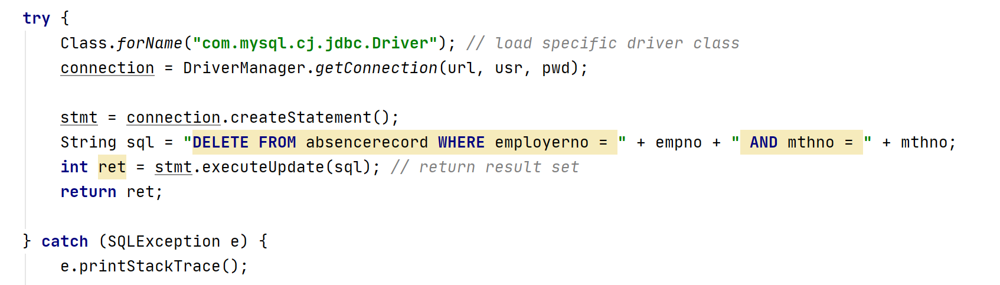 try {
Class.forName("com.mysql.cj.jdbc.Driver"); // load specific driver class
connection = DriverManager.getConnection(url, usr, pwd);
stmt = connection.createStatement();
String sql = "DELETE FROM absencerecord WHERE employerno = " + empno + " AND mthno = " + mthno;
int ret = stmt.executeUpdate(sql); // return result set
return ret;
} catch (SQLException e) {
e.printStackTrace();